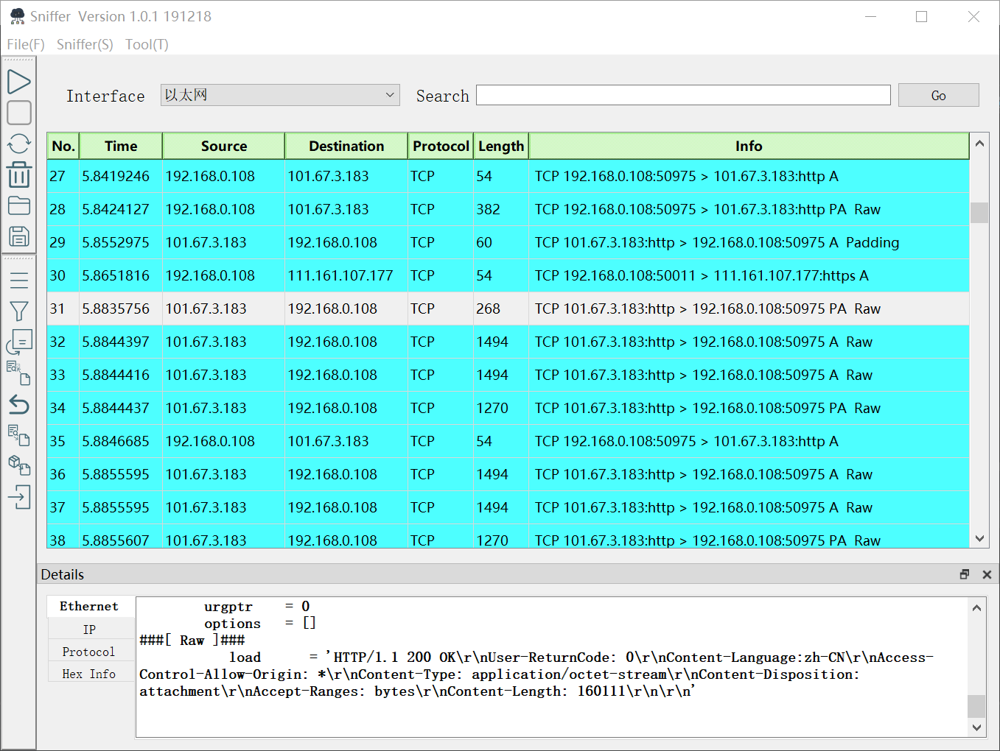 Sniffer  Version 1.0.1 191218
File(F)  Sniffer(S)  Tool(T)
Interface 以太网 Search Go
No. Time Source Destination Protocol Length Info
27 5.8419246 192.168.0.108 101.67.3.183 TCP 54 TCP 192.168.0.108:50975 > 101.67.3.183:http A
28 5.8424127 192.168.0.108 101.67.3.183 TCP 382 TCP 192.168.0.108:50975 > 101.67.3.183:http PA  Raw
29 5.8552975 101.67.3.183 192.168.0.108 TCP 60 TCP 101.67.3.183:http > 192.168.0.108:50975 A  Padding
30 5.8651816 192.168.0.108 111.161.107.177 TCP 54 TCP 192.168.0.108:50011 > 111.161.107.177:https A
31 5.8835756 101.67.3.183 192.168.0.108 TCP 268 TCP 101.67.3.183:http > 192.168.0.108:50975 PA  Raw
32 5.8844397 101.67.3.183 192.168.0.108 TCP 1494 TCP 101.67.3.183:http > 192.168.0.108:50975 A  Raw
33 5.8844416 101.67.3.183 192.168.0.108 TCP 1494 TCP 101.67.3.183:http > 192.168.0.108:50975 A  Raw
34 5.8844437 101.67.3.183 192.168.0.108 TCP 1270 TCP 101.67.3.183:http > 192.168.0.108:50975 PA  Raw
35 5.8846685 192.168.0.108 101.67.3.183 TCP 54 TCP 192.168.0.108:50975 > 101.67.3.183:http A
36 5.8855595 101.67.3.183 192.168.0.108 TCP 1494 TCP 101.67.3.183:http > 192.168.0.108:50975 A  Raw
37 5.8855595 101.67.3.183 192.168.0.108 TCP 1494 TCP 101.67.3.183:http > 192.168.0.108:50975 A  Raw
38 5.8855607 101.67.3.183 192.168.0.108 TCP 1270 TCP 101.67.3.183:http > 192.168.0.108:50975 PA  Raw
Details
Ethernet
IP
Protocol
Hex Info
urgptr = 0
options = []
###[ Raw ]###
load = 'HTTP/1.1 200 OK\r\nUser-ReturnCode: 0\r\nContent-Language:zh-CN\r\nAccess-
Control-Allow-Origin: *\r\nContent-Type: application/octet-stream\r\nContent-Disposition:
attachment\r\nAccept-Ranges: bytes\r\nContent-Length: 160111\r\n\r\n'